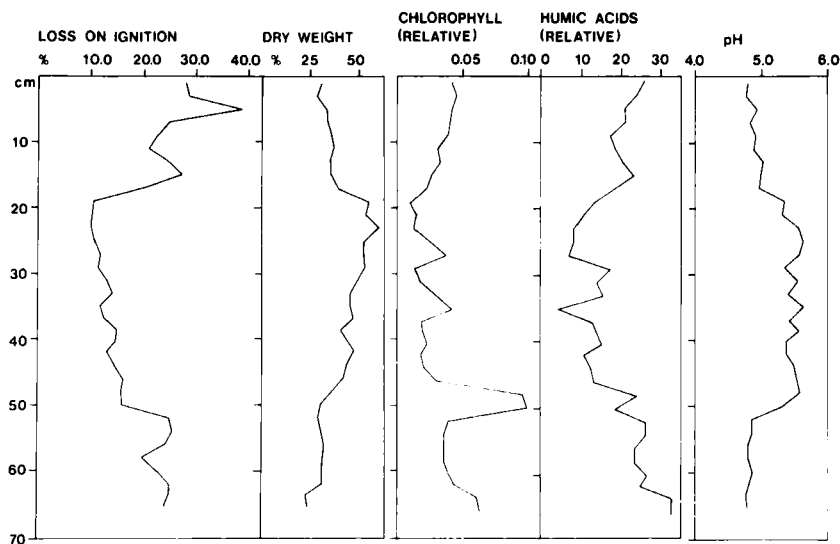 LOSS ON IGNITION
% 10.0 20.0 30.0 40.0
DRY WEIGHT
% 25 50
CHLOROPHYLL
(RELATIVE)
0.05 0.10
HUMIC ACIDS
(RELATIVE)
0 10 20 30
pH
4.0 5.0 6.0
cm
10
20
30
40
50
60
70